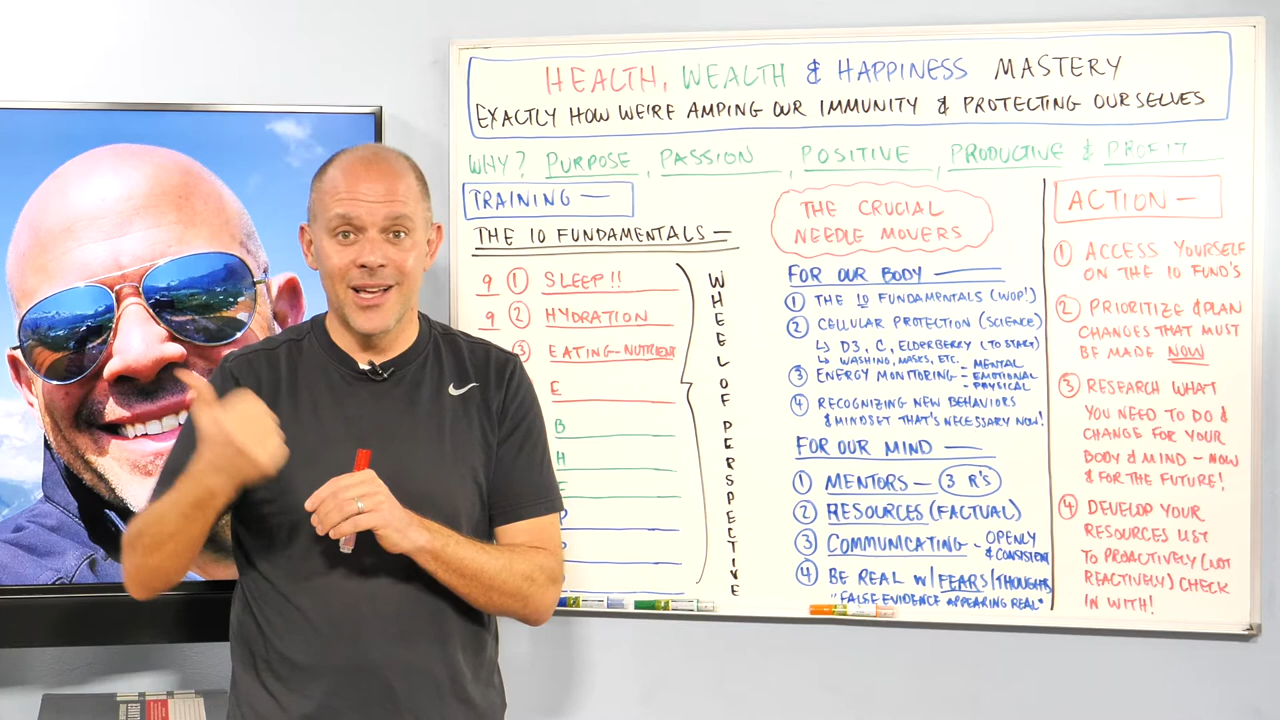 HEALTH, WEALTH & HAPPINESS MASTERY
EXACTLY HOW WE'RE AMPING OUR IMMUNITY & PROTECTING OURSELVES
WHY? PURPOSE, PASSION, POSITIVE, PRODUCTIVE & PROFIT
TRAINING —
THE 10 FUNDAMENTALS —
9 ① SLEEP!!
9 ② HYDRATION
③ EATING - NUTRIENT
E
B
H
F
WHEEL OF PERSPECTIVE
THE CRUCIAL
NEEDLE MOVERS
FOR OUR BODY —
① THE 10 FUNDAMENTALS (WOP!)
② CELLULAR PROTECTION (SCIENCE)
↳ D3, C, ELDERBERRY (TO START)
↳ WASHING, MASKS, ETC.
③ ENERGY MONITORING - MENTAL
- EMOTIONAL
- PHYSICAL
④ RECOGNIZING NEW BEHAVIORS
& MINDSET THAT'S NECESSARY NOW!
FOR OUR MIND —
① MENTORS — 3 R'S
② RESOURCES (FACTUAL)
③ COMMUNICATING - OPENLY
& CONSISTENT
④ BE REAL W/FEARS/THOUGHTS
"FALSE EVIDENCE APPEARING REAL"
ACTION —
① ACCESS YOURSELF
ON THE 10 FUND'S
② PRIORITIZE & PLAN
CHANGES THAT MUST
BE MADE NOW
③ RESEARCH WHAT
YOU NEED TO DO &
CHANGE FOR YOUR
BODY & MIND - NOW
& FOR THE FUTURE!
④ DEVELOP YOUR
RESOURCES LIST
TO PROACTIVELY (NOT
REACTIVELY) CHECK
IN WITH!